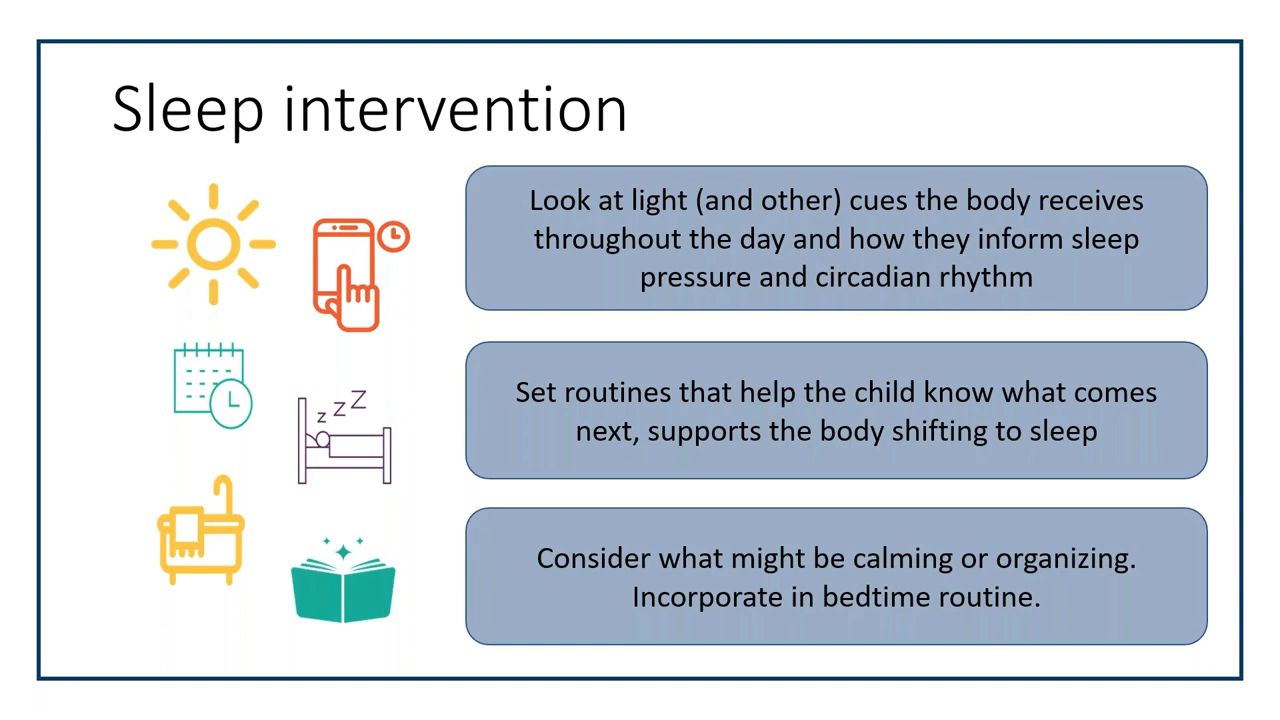 Sleep intervention
Look at light (and other) cues the body receives
throughout the day and how they inform sleep
pressure and circadian rhythm
z z Z
Set routines that help the child know what comes
next, supports the body shifting to sleep
Consider what might be calming or organizing.
Incorporate in bedtime routine.